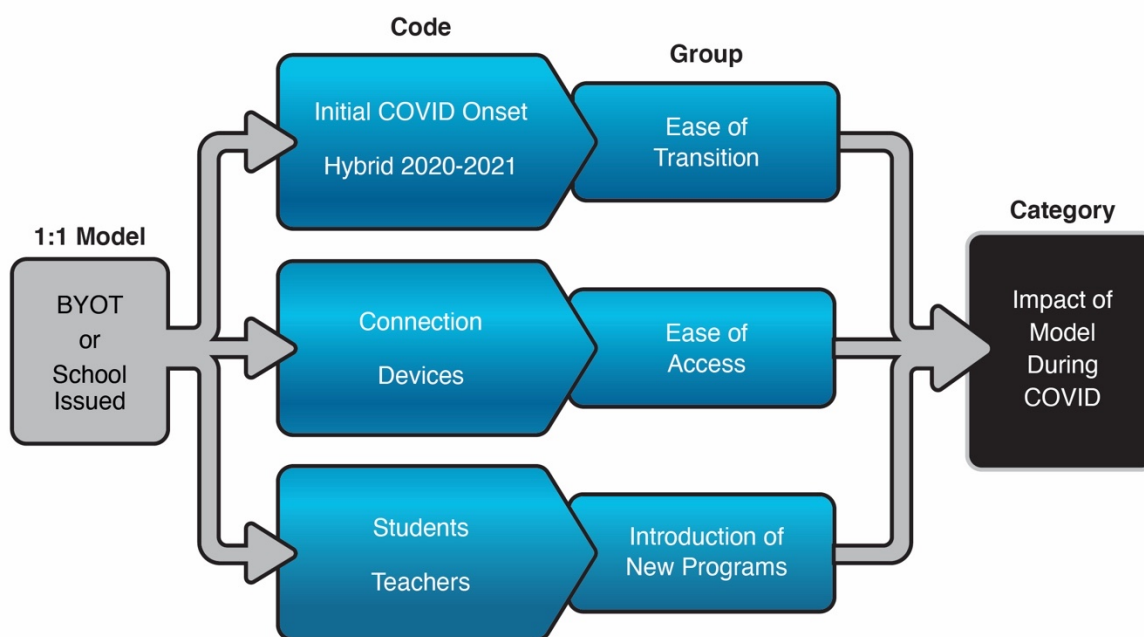 Code
Group
Initial COVID Onset
Hybrid 2020-2021
Ease of
Transition
1:1 Model
BYOT
or
School
Issued
Connection
Devices
Ease of
Access
Category
Impact of
Model
During
COVID
Students
Teachers
Introduction of
New Programs